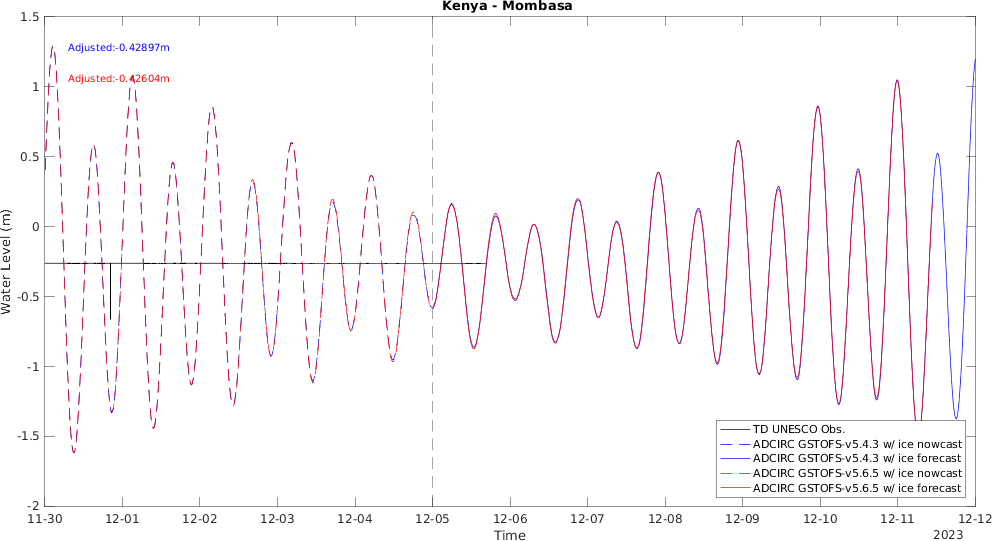 Kenya - Mombasa
Adjusted:-0.42897m
Adjusted:-0.42604m
Water Level (m)
1.5
1
0.5
0
-0.5
-1
-1.5
-2
TD UNESCO Obs.
ADCIRC GSTOFS-v5.4.3 w/ ice nowcast
ADCIRC GSTOFS-v5.4.3 w/ ice forecast
ADCIRC GSTOFS-v5.6.5 w/ ice nowcast
ADCIRC GSTOFS-v5.6.5 w/ ice forecast
11-30 12-01 12-02 12-03 12-04 12-05 12-06 12-07 12-08 12-09 12-10 12-11 12-12
Time
2023